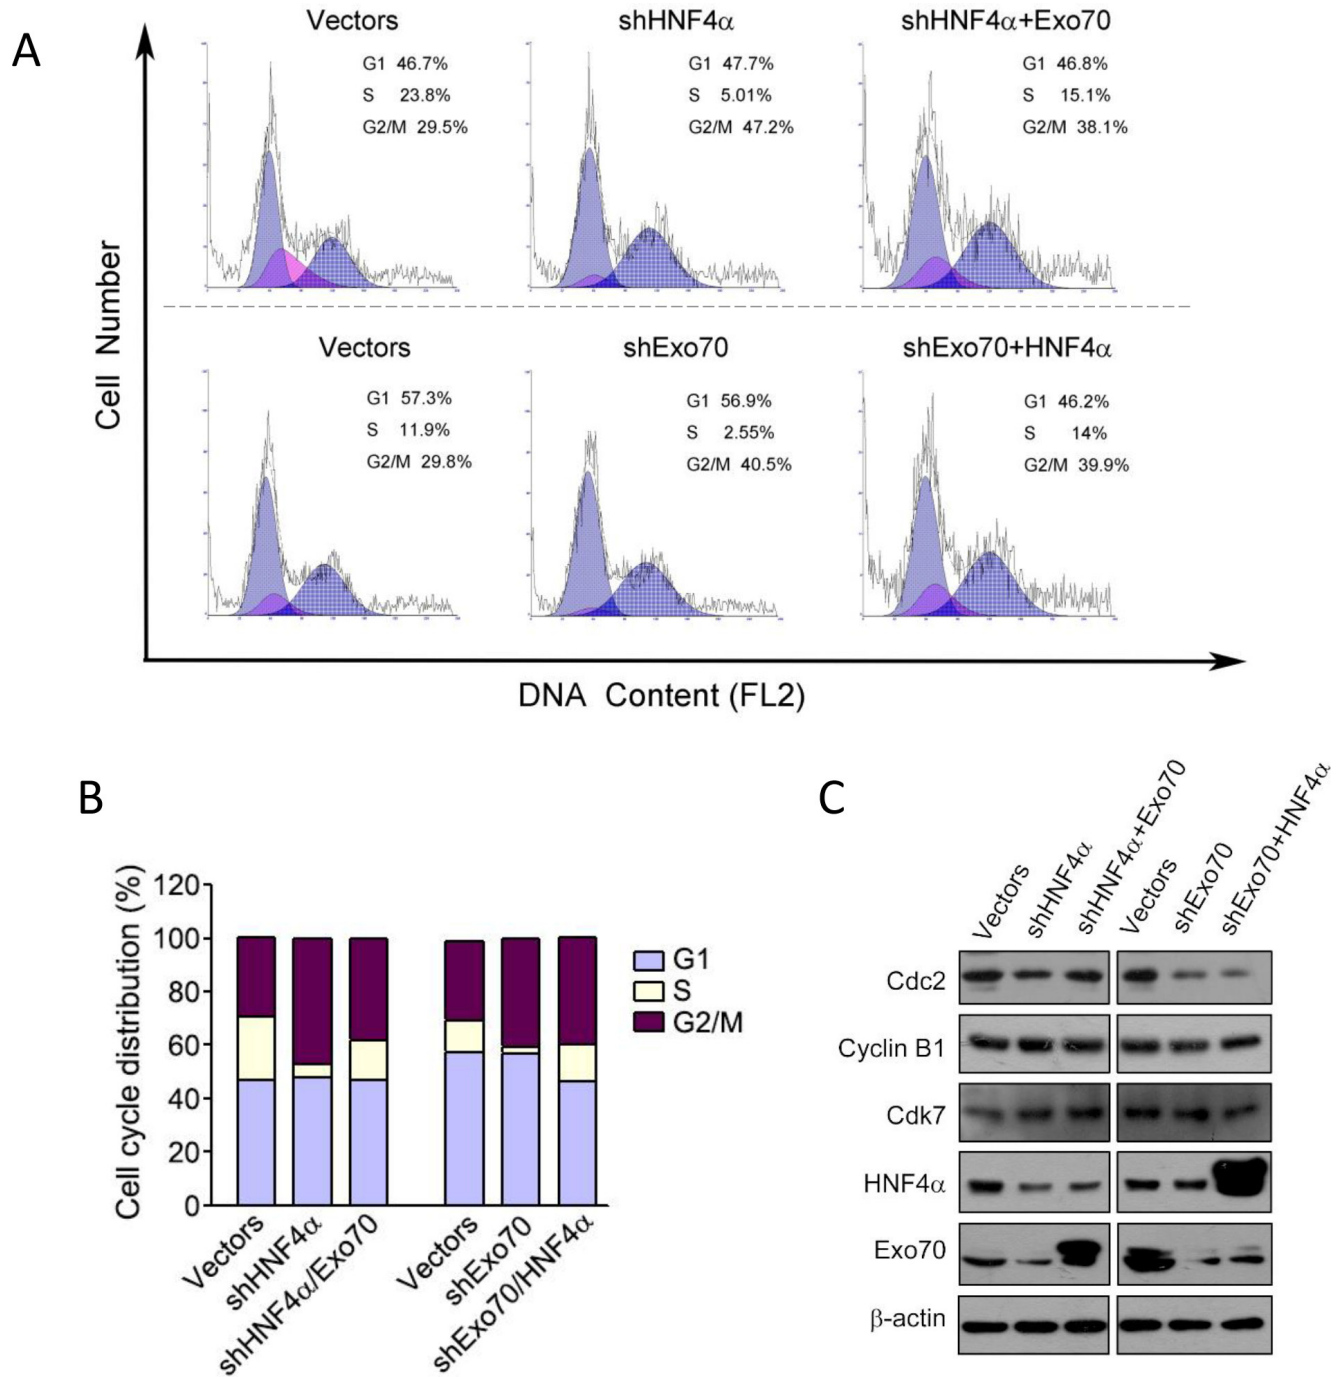 A
Vectors
G1 46.7%
S 23.8%
G2/M 29.5%
shHNF4α
G1 47.7%
S 5.01%
G2/M 47.2%
shHNF4α+Exo70
G1 46.8%
S 15.1%
G2/M 38.1%
Vectors
G1 57.3%
S 11.9%
G2/M 29.8%
shExo70
G1 56.9%
S 2.55%
G2/M 40.5%
shExo70+HNF4α
G1 46.2%
S 14%
G2/M 39.9%
Cell Number
DNA Content (FL2)
B
Cell cycle distribution (%)
120
100
80
60
40
20
0
Vectors
shHNF4α
shHNF4α/Exo70
Vectors
shExo70
shExo70/HNF4α
G1
S
G2/M
C
Vectors
shHNF4α
shHNF4α+Exo70
Vectors
shExo70
shExo70+HNF4α
Cdc2
Cyclin B1
Cdk7
HNF4α
Exo70
β-actin